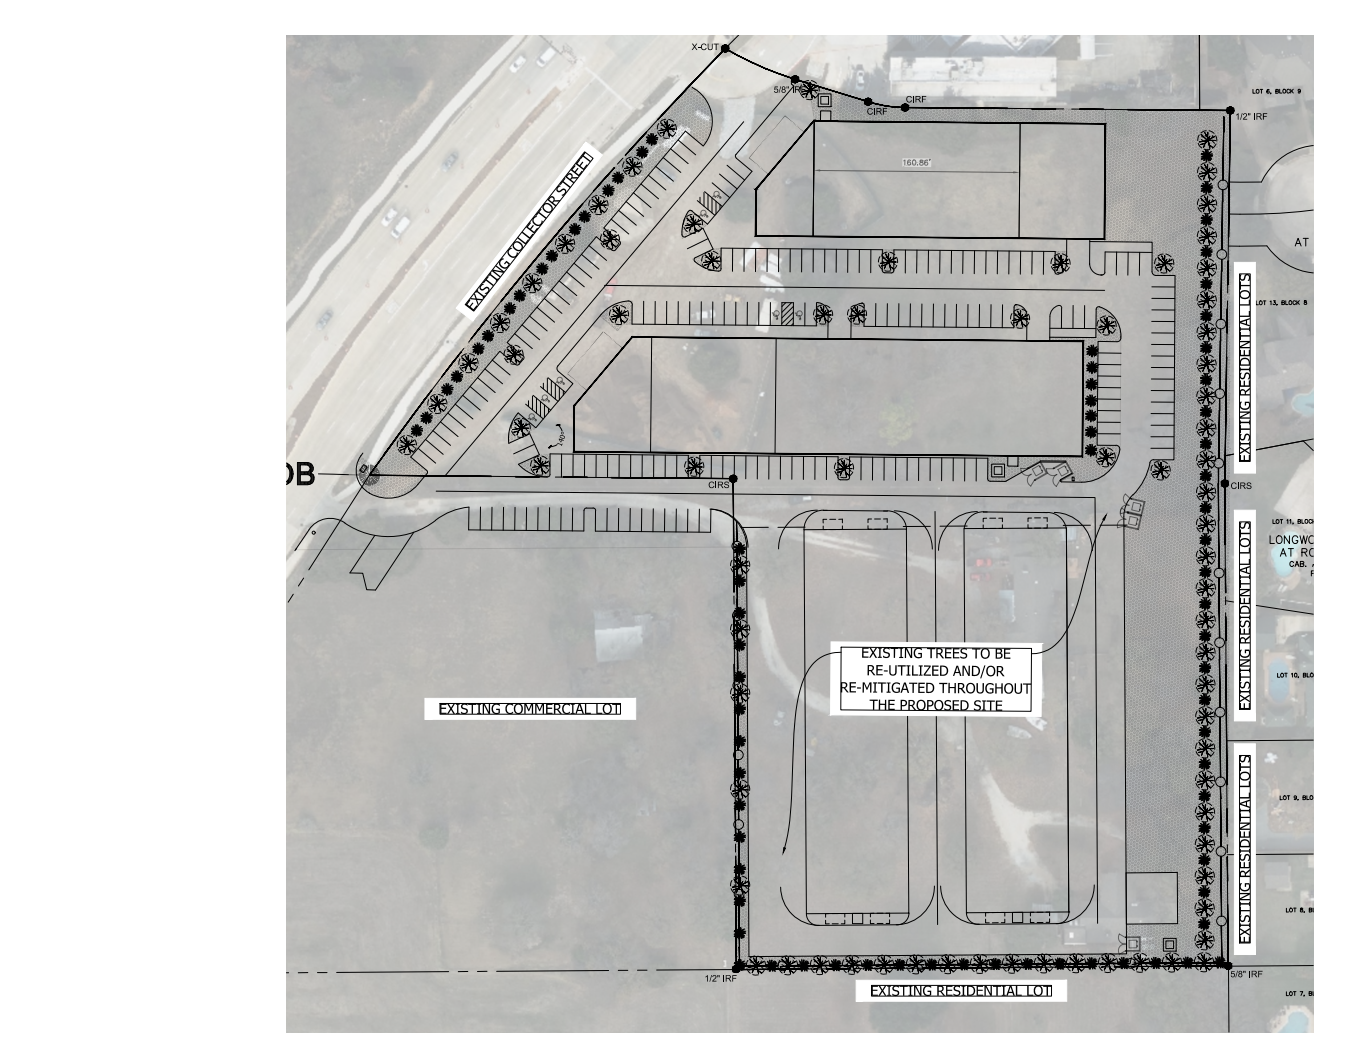 X-CUT
5/8" IRF
CIRF
CIRF
1/2" IRF
LOT 6, BLOCK 9
160.86'
EXISTING COLLECTOR STREET
AT
LOT 13, BLOCK 8
EXISTING RESIDENTIAL LOTS
140'
OB
CIRS
CIRS
LOT 11, BLOC
LONGWO
AT RO
CAB.
EXISTING RESIDENTIAL LOTS
EXISTING TREES TO BE
RE-UTILIZED AND/OR
RE-MITIGATED THROUGHOUT
THE PROPOSED SITE
LOT 10, BLO
EXISTING COMMERCIAL LOT
LOT 9, BLO
EXISTING RESIDENTIAL LOTS
LOT 8, BL
1/2" IRF
5/8" IRF
EXISTING RESIDENTIAL LOT
LOT 7, BL